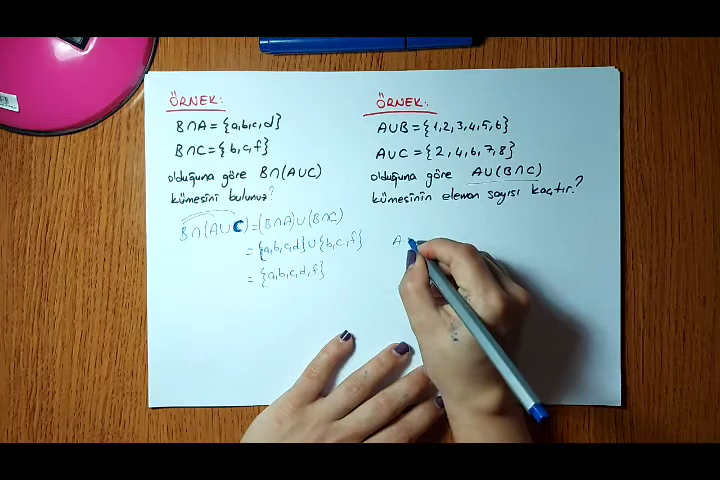 ÖRNEK:
B∩A = {a,b,c,d}
B∩C = {b,c,f}
olduğuna göre B∩(A∪C)
kümesini bulunuz?
B∩(A∪C) = (B∩A)∪(B∩C)
= {a,b,c,d}∪{b,c,f}
= {a,b,c,d,f}
ÖRNEK:
A∪B = {1,2,3,4,5,6}
A∪C = {2,4,6,7,8}
olduğuna göre A∪(B∩C)
kümesinin eleman sayısı kaçtır?
A